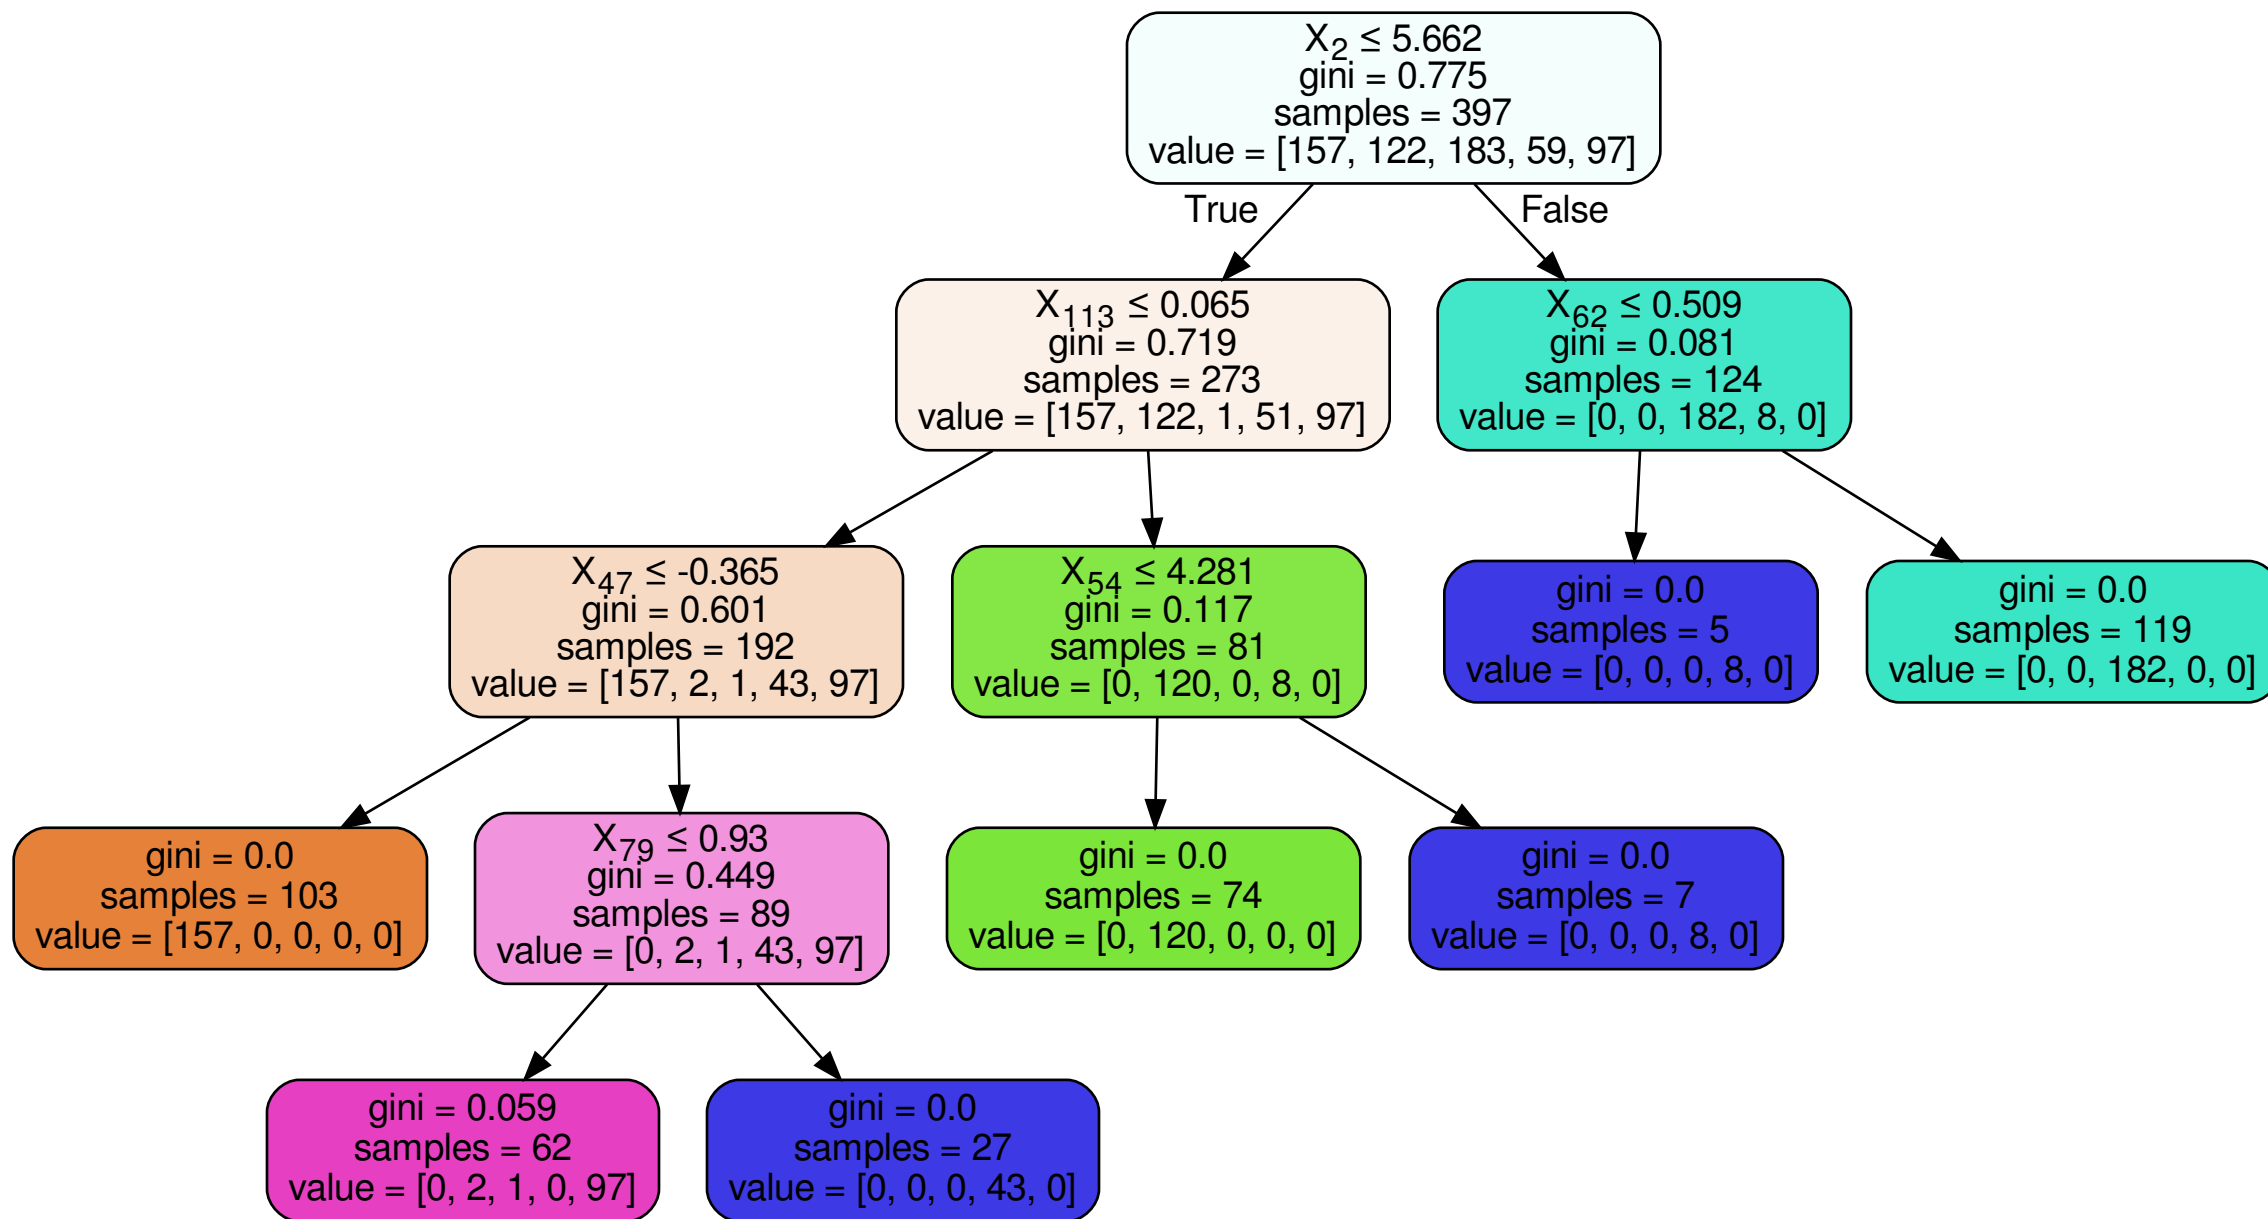 X₂ ≤ 5.662
gini = 0.775
samples = 397
value = [157, 122, 183, 59, 97]
True
False
X₁₁₃ ≤ 0.065
gini = 0.719
samples = 273
value = [157, 122, 1, 51, 97]
X₆₂ ≤ 0.509
gini = 0.081
samples = 124
value = [0, 0, 182, 8, 0]
X₄₇ ≤ -0.365
gini = 0.601
samples = 192
value = [157, 2, 1, 43, 97]
X₅₄ ≤ 4.281
gini = 0.117
samples = 81
value = [0, 120, 0, 8, 0]
gini = 0.0
samples = 5
value = [0, 0, 0, 8, 0]
gini = 0.0
samples = 119
value = [0, 0, 182, 0, 0]
gini = 0.0
samples = 103
value = [157, 0, 0, 0, 0]
X₇₉ ≤ 0.93
gini = 0.449
samples = 89
value = [0, 2, 1, 43, 97]
gini = 0.0
samples = 74
value = [0, 120, 0, 0, 0]
gini = 0.0
samples = 7
value = [0, 0, 0, 8, 0]
gini = 0.059
samples = 62
value = [0, 2, 1, 0, 97]
gini = 0.0
samples = 27
value = [0, 0, 0, 43, 0]